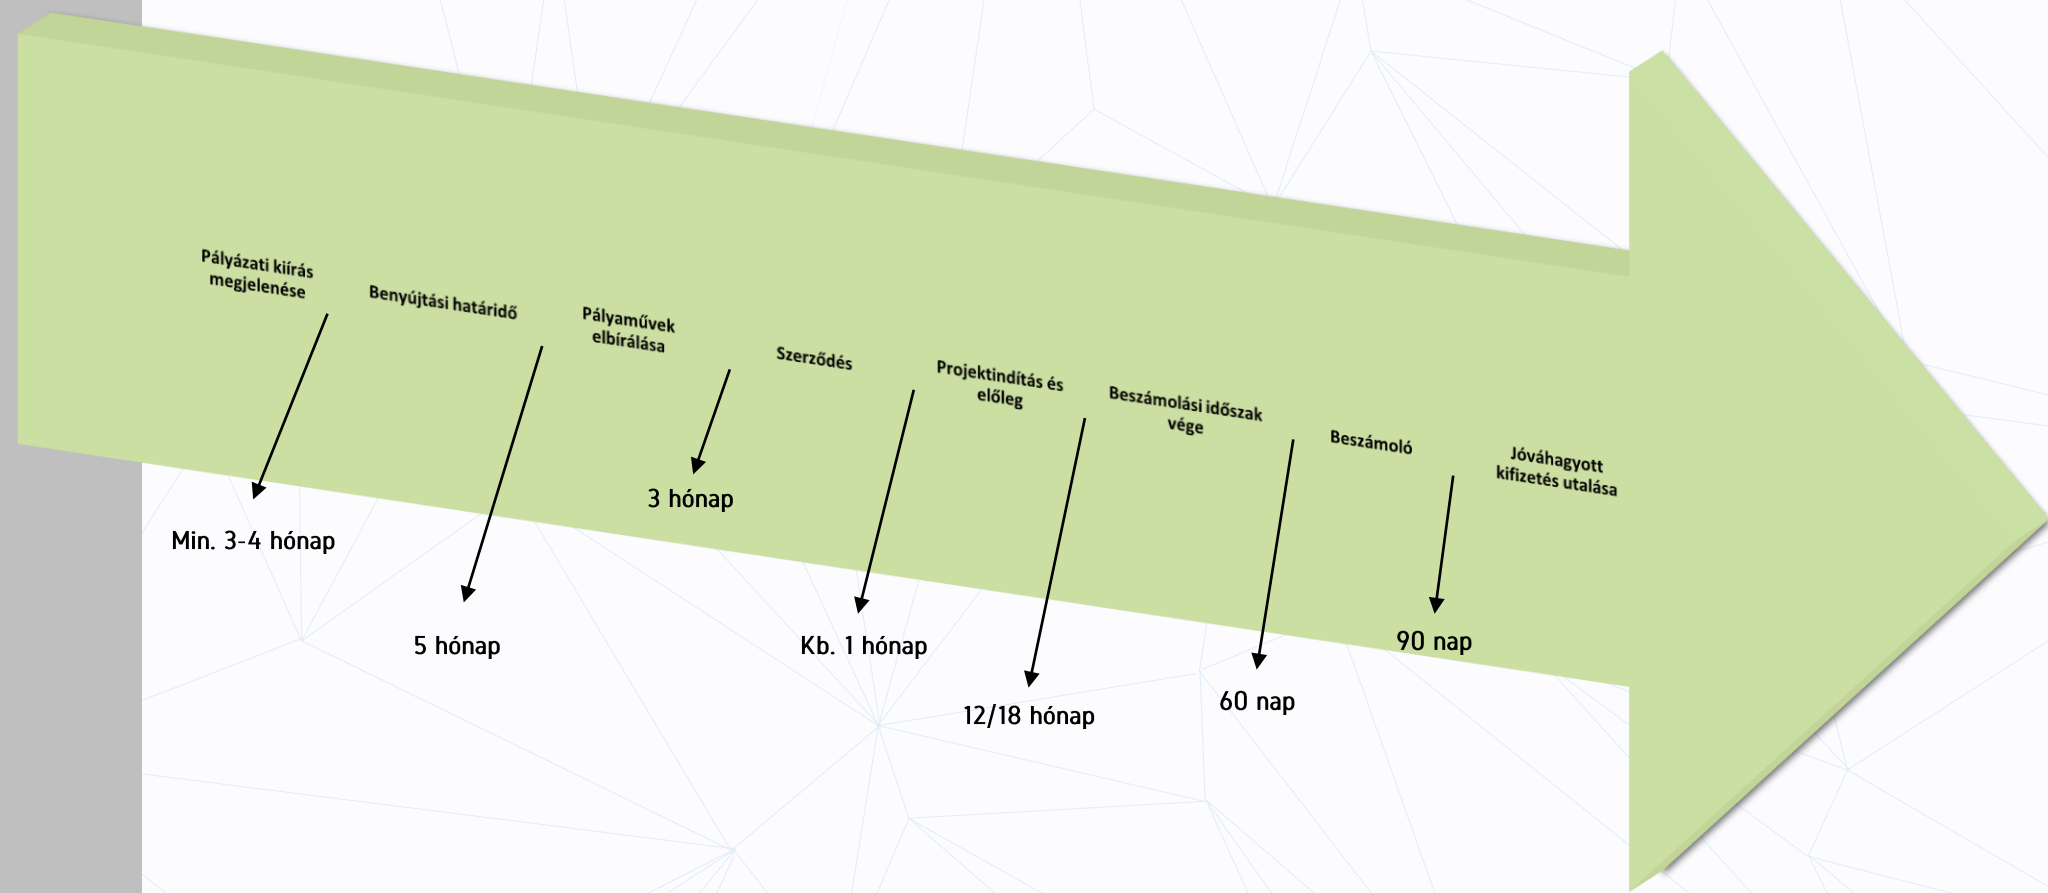 Pályázati kiírás
megjelenése
Benyújtási határidő
Pályaművek
elbírálása
Szerződés
Projektindítás és
előleg
Beszámolási időszak
vége
Beszámoló
Jóváhagyott
kifizetés utalása
Min. 3-4 hónap
5 hónap
3 hónap
Kb. 1 hónap
12/18 hónap
60 nap
90 nap